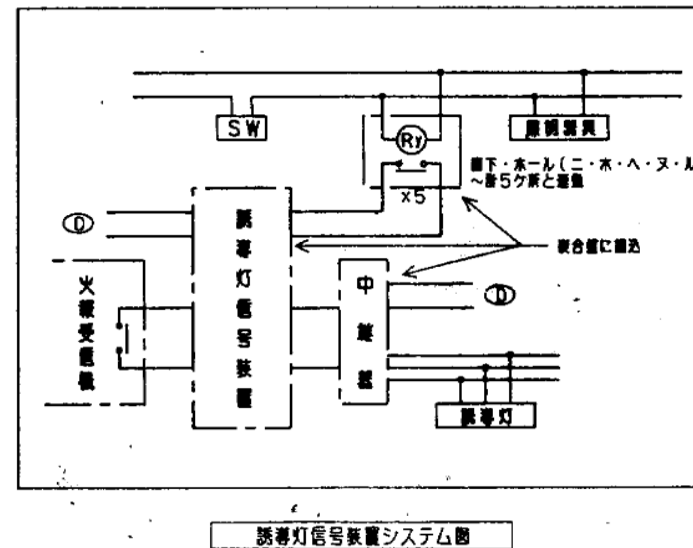 SW
Ry
照明器具
×5
廊下・ホール(ニ・ホ・ヘ・ヌ・ル
～計5ケ所と連動
D
誘導灯信号装置
複合盤に組込
火報受信機
中継器
D
誘導灯
誘導灯信号装置システム図